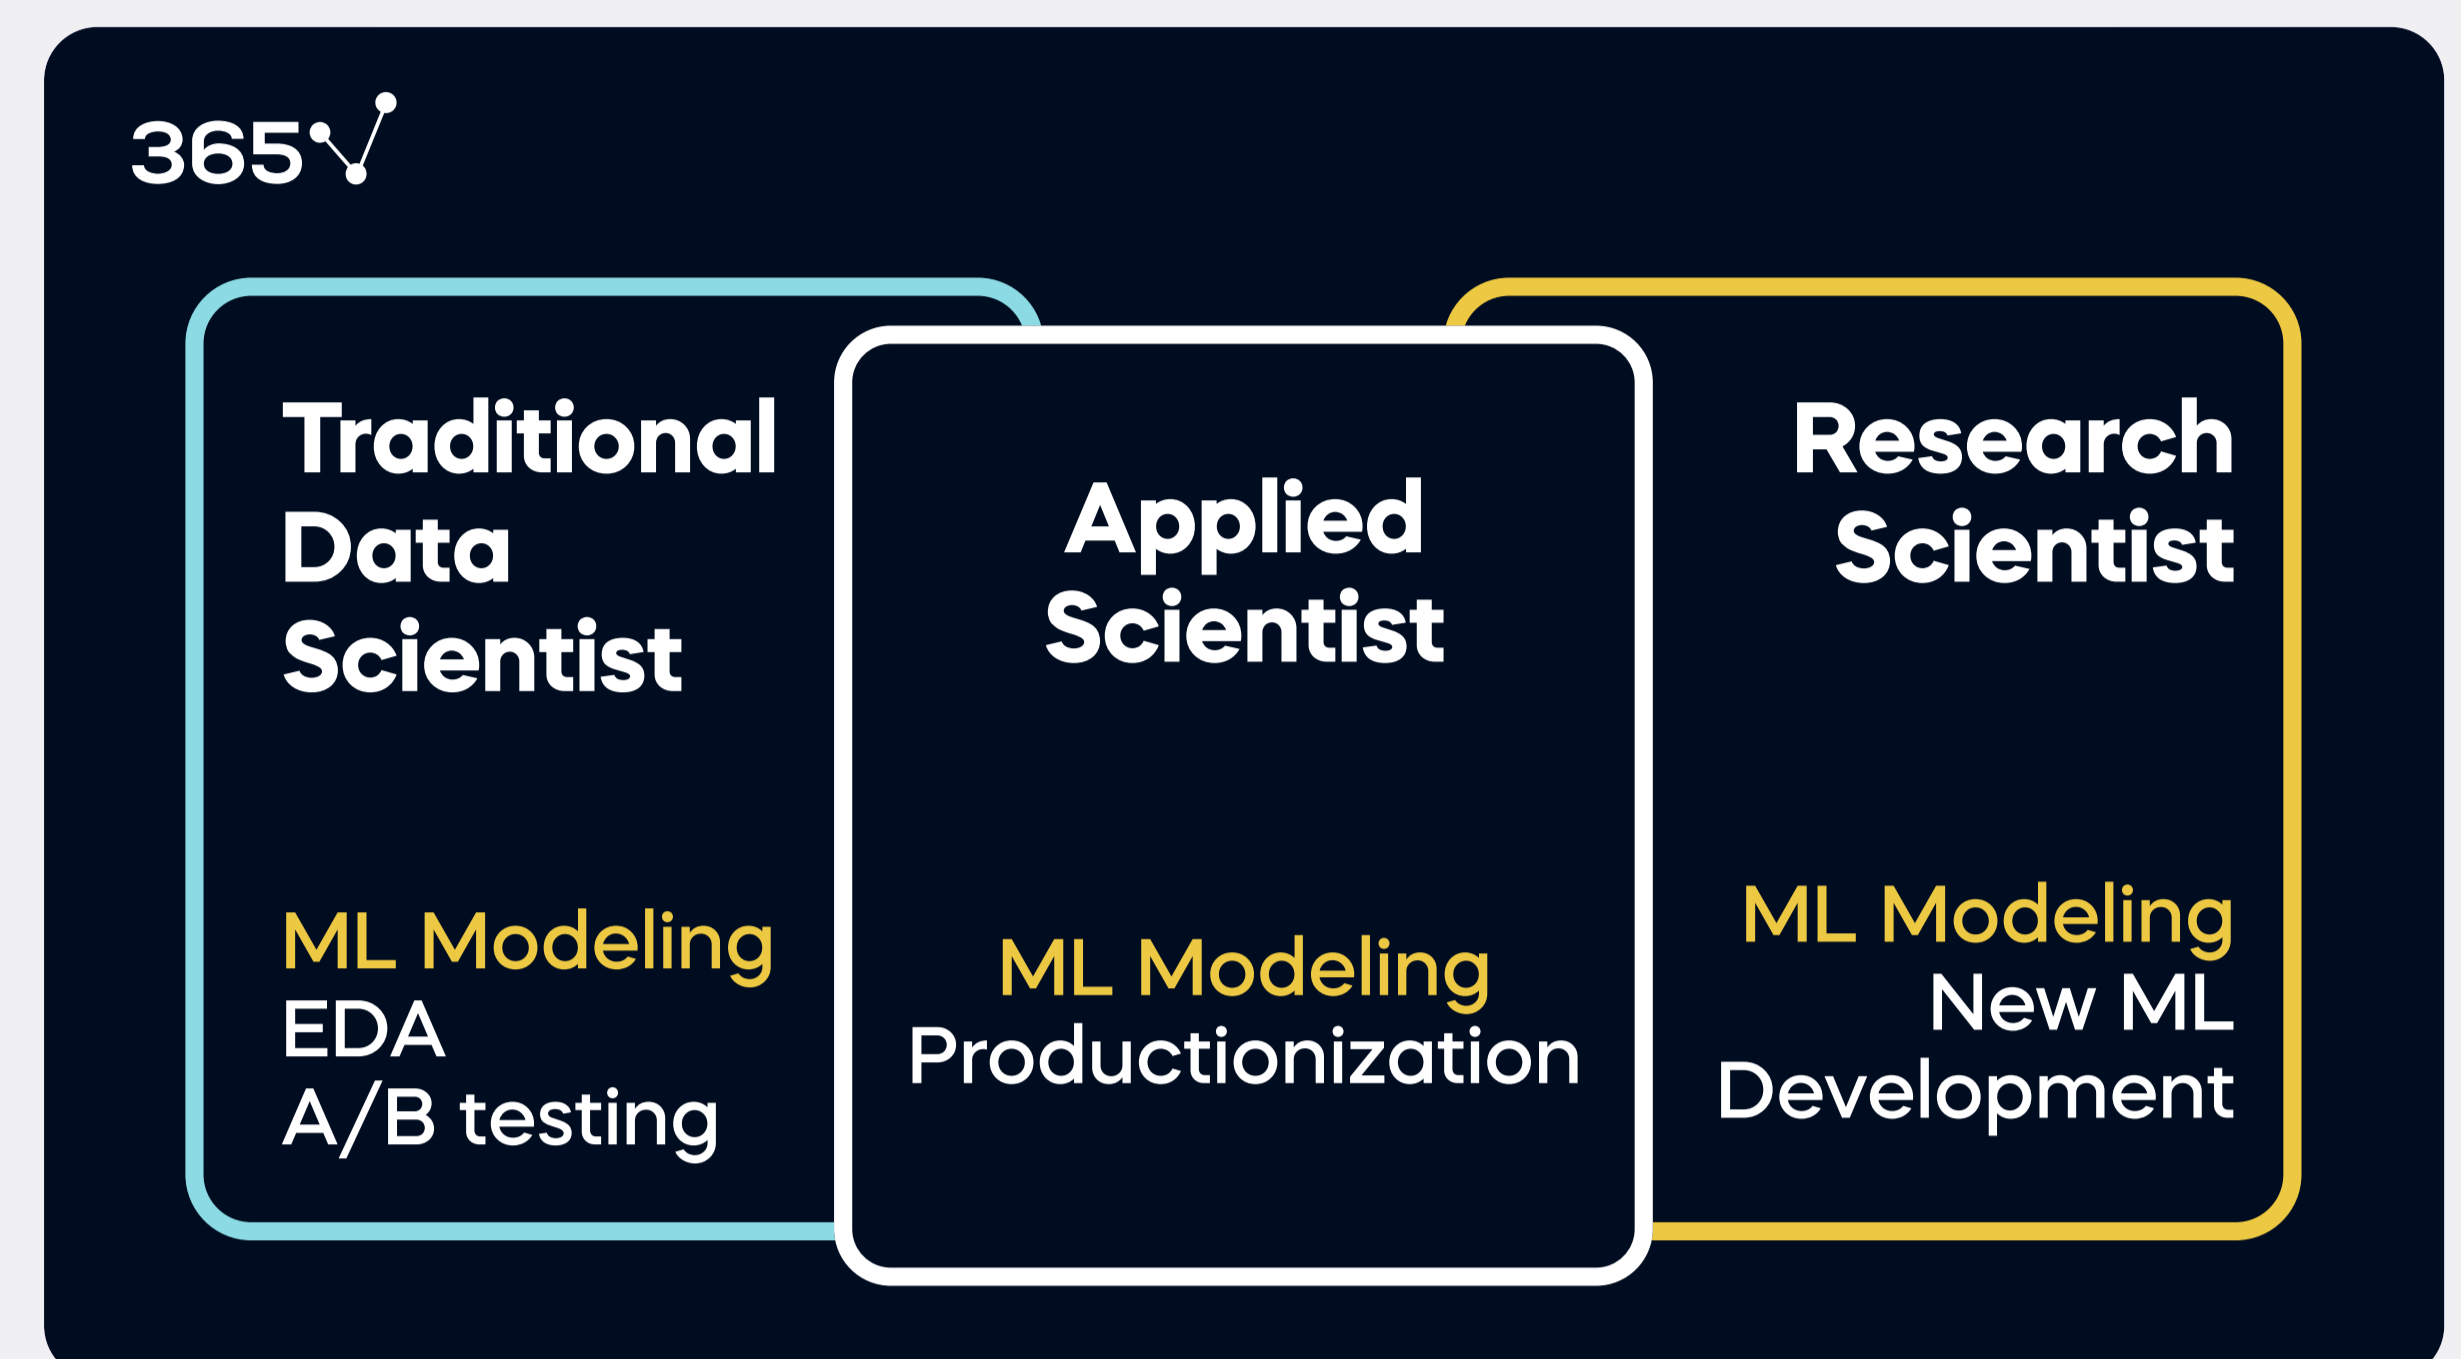 365
Traditional
Data
Scientist
ML Modeling
EDA
A/B testing
Applied
Scientist
ML Modeling
Productionization
Research
Scientist
ML Modeling
New ML
Development